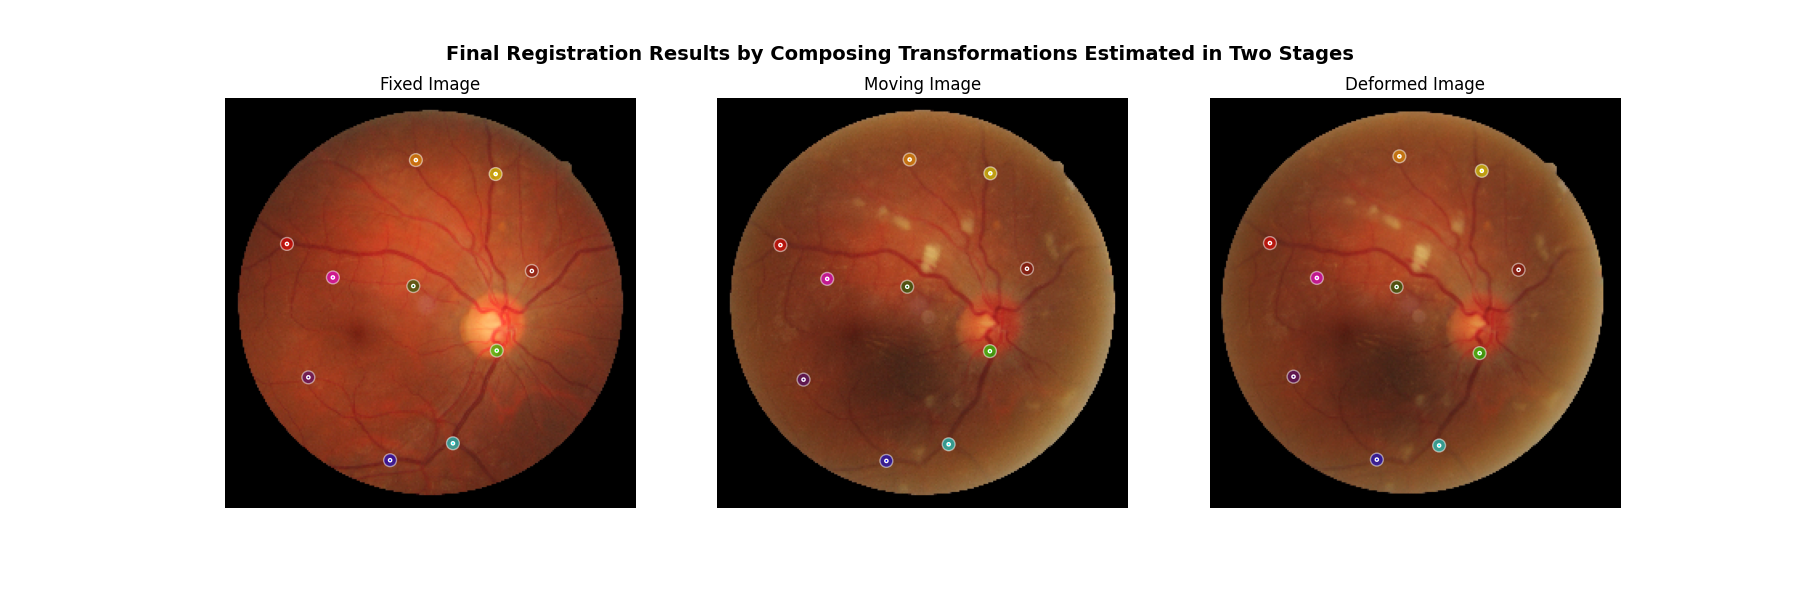 Final Registration Results by Composing Transformations Estimated in Two Stages
Fixed Image
Moving Image
Deformed Image